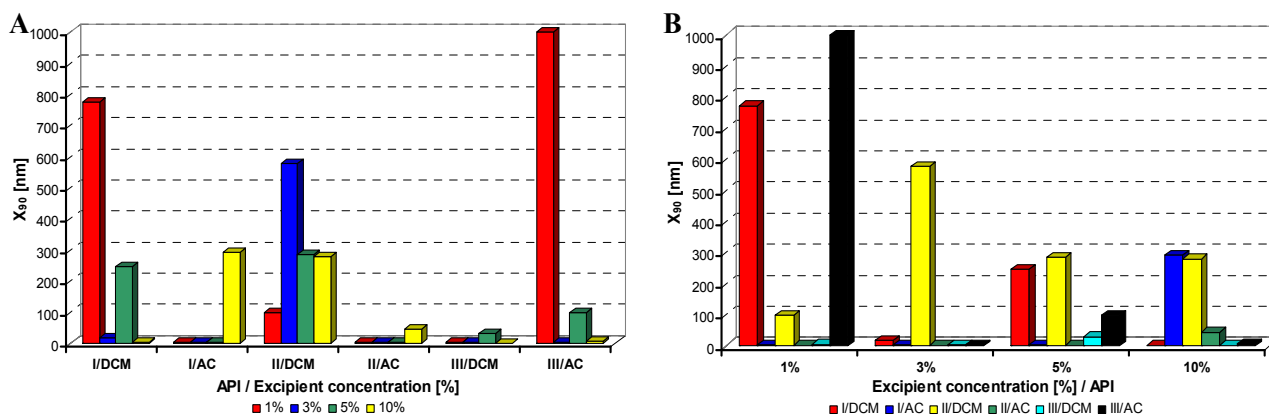 A
1000
900
800
700
600
500
400
300
200
100
0
X₉₀ [nm]
I/DCM I/AC II/DCM II/AC III/DCM III/AC
API / Excipient concentration [%]
1% 3% 5% 10%
B
1000
900
800
700
600
500
400
300
200
100
0
X₉₀ [nm]
1% 3% 5% 10%
Excipient concentration [%] / API
I/DCM I/AC II/DCM II/AC III/DCM III/AC